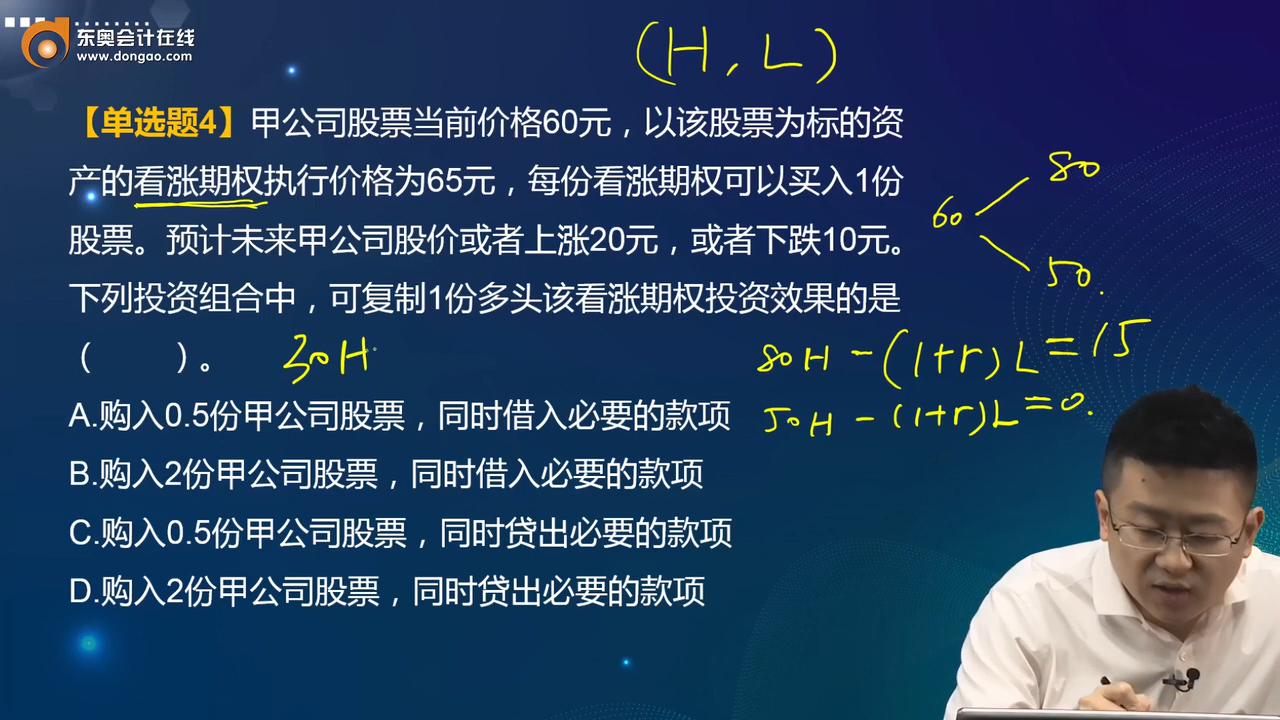 东奥会计在线
www.dongao.com
(H, L)
【单选题4】甲公司股票当前价格60元，以该股票为标的资
产的看涨期权执行价格为65元，每份看涨期权可以买入1份
股票。预计未来甲公司股价或者上涨20元，或者下跌10元。
下列投资组合中，可复制1份多头该看涨期权投资效果的是
（　　）。
30H
A.购入0.5份甲公司股票，同时借入必要的款项
B.购入2份甲公司股票，同时借入必要的款项
C.购入0.5份甲公司股票，同时贷出必要的款项
D.购入2份甲公司股票，同时贷出必要的款项
80
60
50.
80H - (1+r)L = 15
50H - (1+r)L = 0.